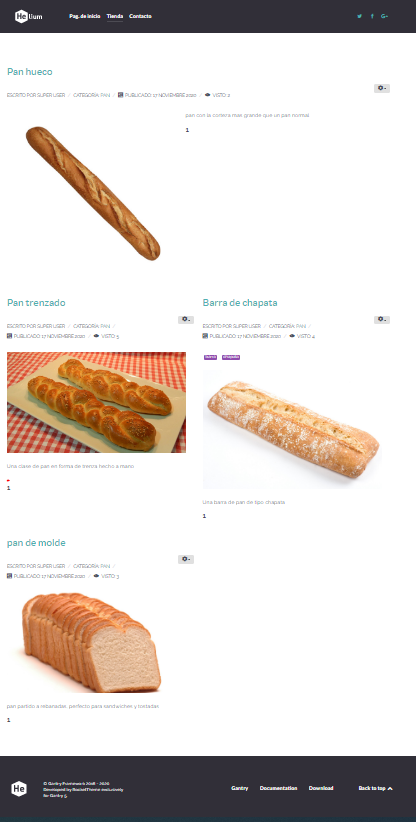 Helium Pag. de inicio Tienda Contacto
Pan hueco
ESCRITO POR SUPER USER / CATEGORÍA: PAN / PUBLICADO: 17 NOVIEMBRE 2020 / VISTO: 2
pan con la corteza mas grande que un pan normal
1
Pan trenzado
ESCRITO POR SUPER USER / CATEGORÍA: PAN /
PUBLICADO: 17 NOVIEMBRE 2020 / VISTO: 5
Una clase de pan en forma de trenza hecho a mano
1
Barra de chapata
ESCRITO POR SUPER USER / CATEGORÍA: PAN /
PUBLICADO: 17 NOVIEMBRE 2020 / VISTO: 4
barra chapata
Una barra de pan de tipo chapata
1
pan de molde
ESCRITO POR SUPER USER / CATEGORÍA: PAN /
PUBLICADO: 17 NOVIEMBRE 2020 / VISTO: 3
pan partido a rebanadas, perfecto para sandwiches y tostadas
1
He
© Gantry Framework 2016 - 2020
Developed by RocketTheme exclusively
for Gantry 5.
Gantry Documentation Download Back to top